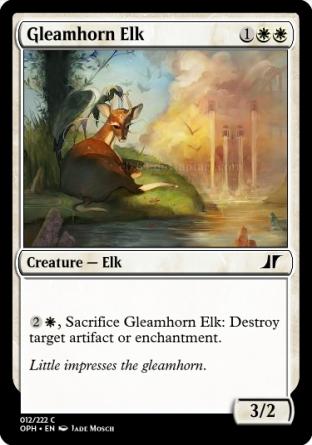 Gleamhorn Elk 1
Creature — Elk
2 , Sacrifice Gleamhorn Elk: Destroy
target artifact or enchantment.
Little impresses the gleamhorn.
3/2
012/222 C
OPH • EN Jade Mosch